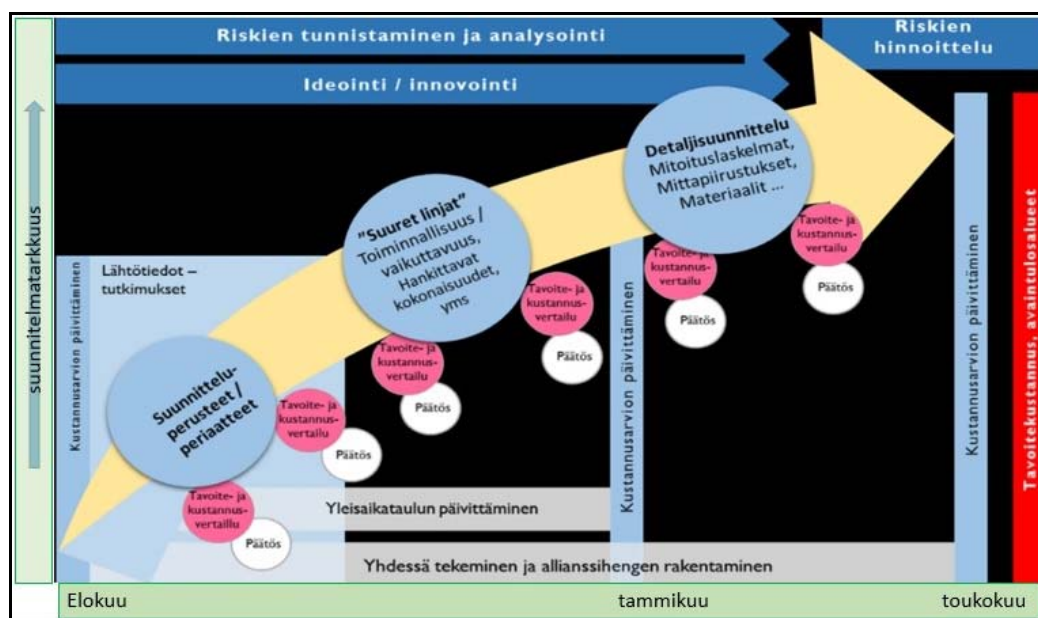 Riskien tunnistaminen ja analysointi
Riskien
hinnoittelu
Ideointi / innovointi
suunnitelmatarkkuus
Kustannusarvion päivittäminen
Lähtötiedot –
tutkimukset
Suunnittelu-
perusteet /
periaatteet
"Suuret linjat"
Toiminnallisuus /
vaikuttavuus,
Hankittavat
kokonaisuudet,
yms
Detaljisuunnittelu
Mitoituslaskelmat,
Mittapiirustukset,
Materiaalit ...
Tavoite- ja
kustannus-
vertaillu
Päätös
Tavoite- ja
kustannus-
vertailu
Päätös
Tavoite- ja
kustannus-
vertailu
Päätös
Tavoite- ja
kustannus-
vertailu
Päätös
Tavoite- ja
kustannus-
vertailu
Päätös
Tavoite- ja
kustannus-
vertailu
Päätös
Kustannusarvion päivittäminen
Kustannusarvion päivittäminen
Tavoitekustannus, avaintulosalueet
Yleisaikataulun päivittäminen
Yhdessä tekeminen ja allianssihengen rakentaminen
Elokuu
tammikuu
toukokuu